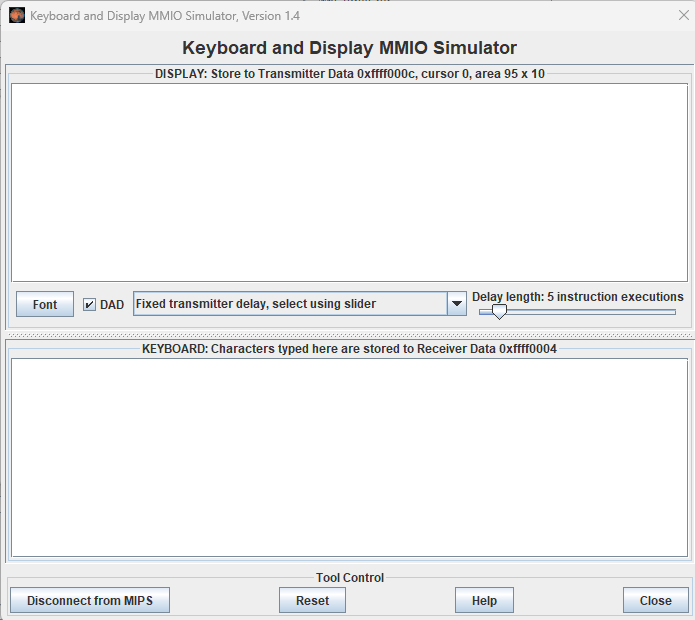 Keyboard and Display MMIO Simulator, Version 1.4
Keyboard and Display MMIO Simulator
DISPLAY: Store to Transmitter Data 0xffff000c, cursor 0, area 95 x 10
Font
DAD
Fixed transmitter delay, select using slider
Delay length: 5 instruction executions
KEYBOARD: Characters typed here are stored to Receiver Data 0xffff0004
Tool Control
Disconnect from MIPS
Reset
Help
Close